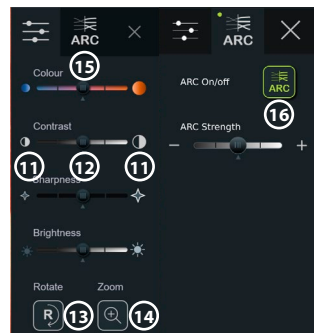 ARC
ARC
15
Colour
ARC On/off
ARC
16
Contrast
ARC Strength
11
12
11
Sharpness
Brightness
Rotate
Zoom
R
13
14